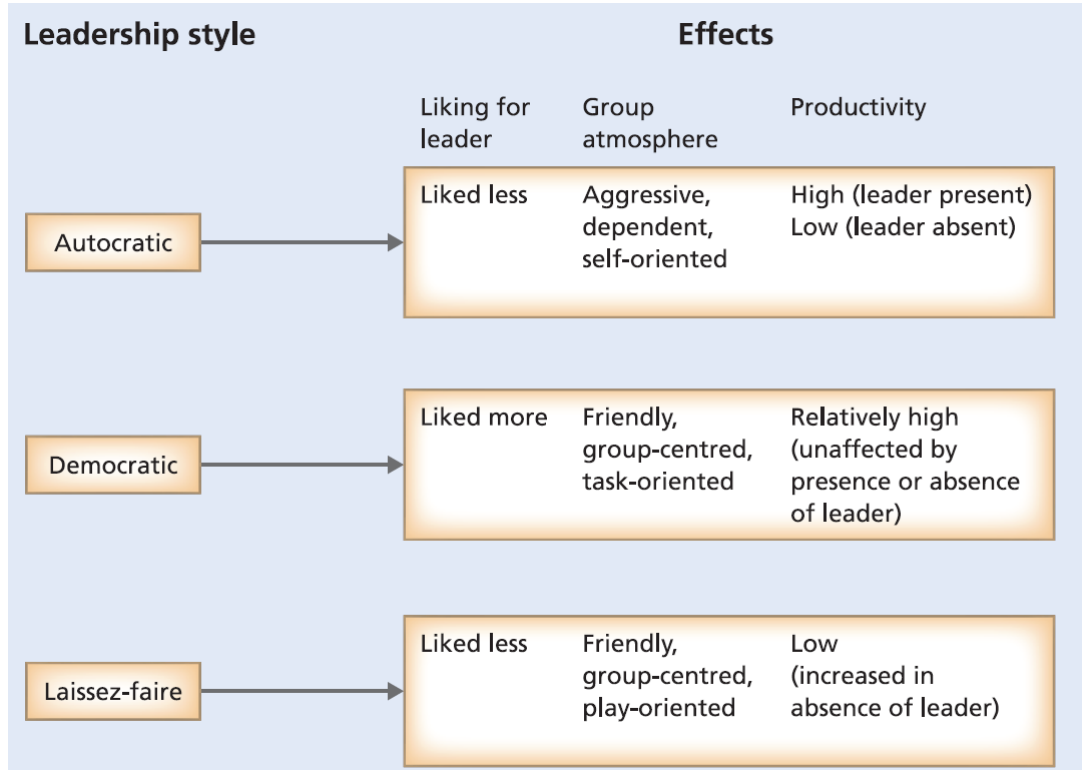 Leadership style
Effects
Liking for
leader
Group
atmosphere
Productivity
Autocratic
Liked less
Aggressive,
dependent,
self-oriented
High (leader present)
Low (leader absent)
Democratic
Liked more
Friendly,
group-centred,
task-oriented
Relatively high
(unaffected by
presence or absence
of leader)
Laissez-faire
Liked less
Friendly,
group-centred,
play-oriented
Low
(increased in
absence of leader)